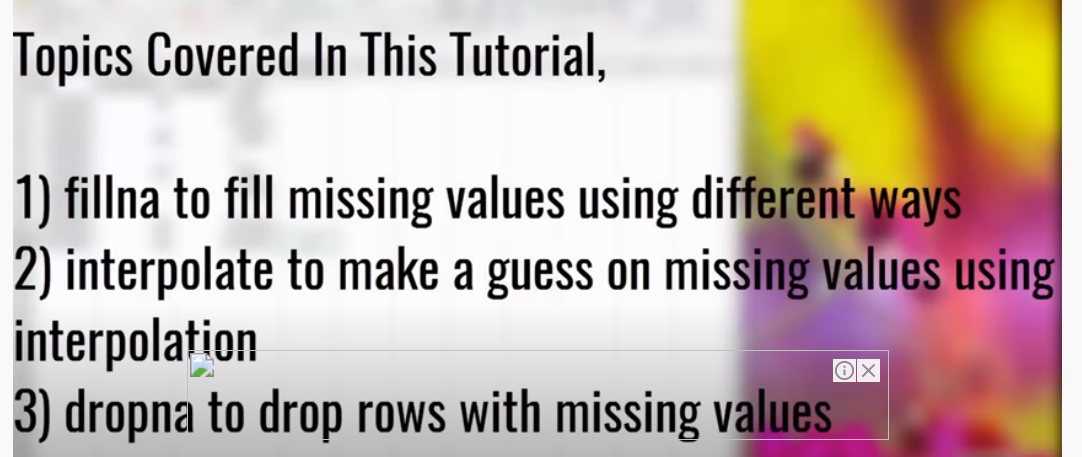 Topics Covered In This Tutorial,
1) fillna to fill missing values using different ways
2) interpolate to make a guess on missing values using
interpolation
3) dropna to drop rows with missing values